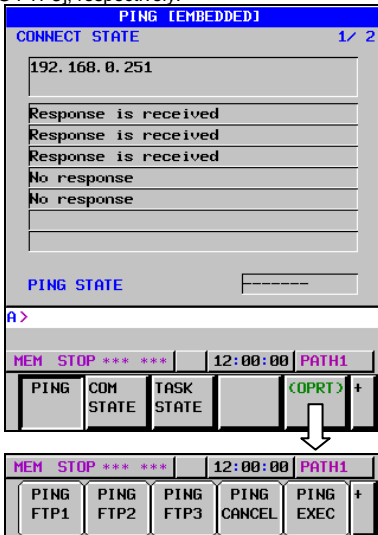 PING [EMBEDDED]
CONNECT STATE 1/ 2
192.168.0.251
Response is received
Response is received
Response is received
No response
No response
PING STATE -------
A>
MEM STOP *** *** 12:00:00 PATH1
PING COM STATE TASK STATE (OPRT) +
MEM STOP *** *** 12:00:00 PATH1
PING FTP1 PING FTP2 PING FTP3 PING CANCEL PING EXEC +